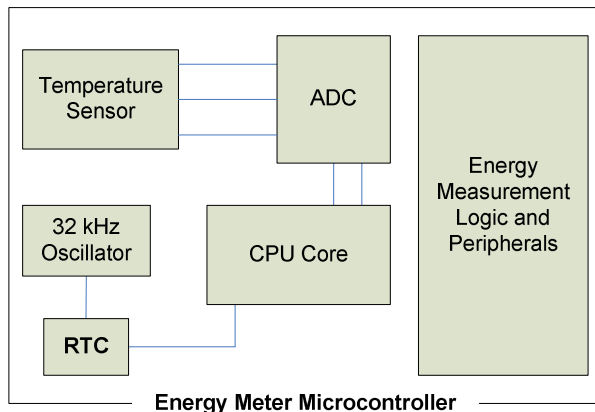 Temperature
Sensor
ADC
Energy
Measurement
Logic and
Peripherals
32 kHz
Oscillator
CPU Core
RTC
Energy Meter Microcontroller